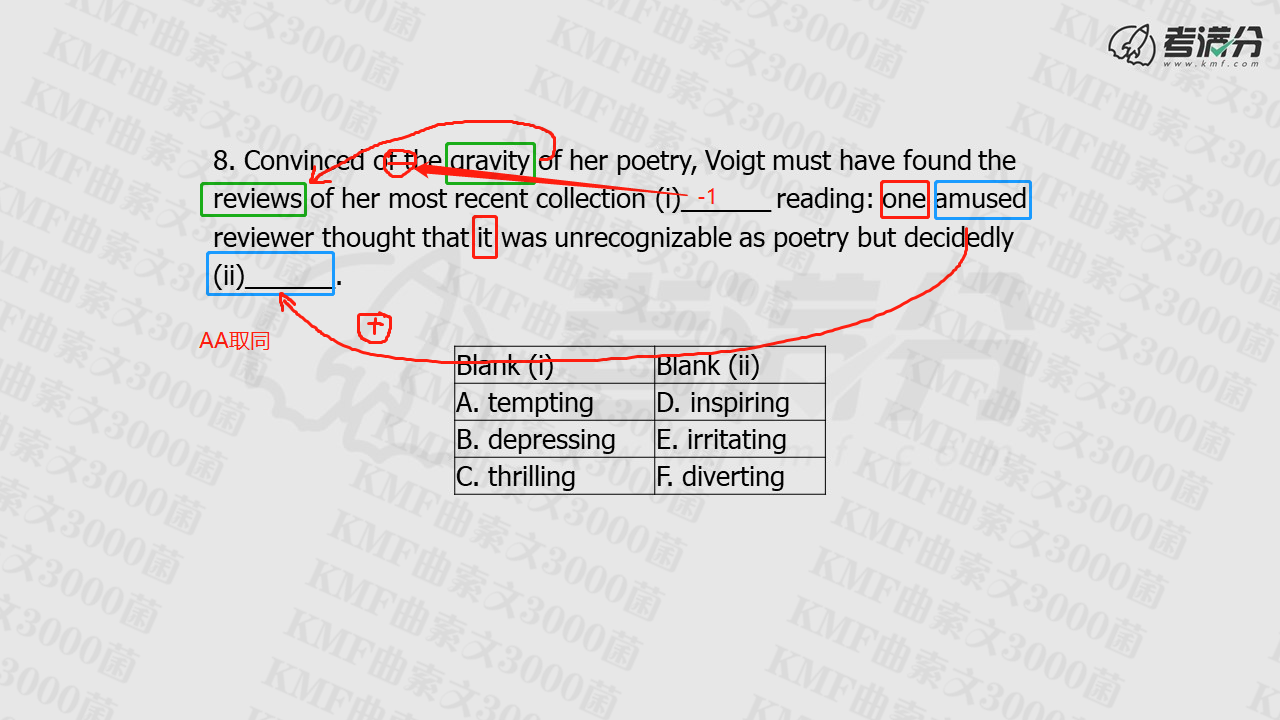 考满分
www.kmf.com
8. Convinced of the gravity of her poetry, Voigt must have found the
reviews of her most recent collection (i)_______ reading: one amused
-1
reviewer thought that it was unrecognizable as poetry but decidedly
(ii)_______.
+
AA取同
Blank (i) Blank (ii)
A. tempting D. inspiring
B. depressing E. irritating
C. thrilling F. diverting
KMF曲索文3000菌